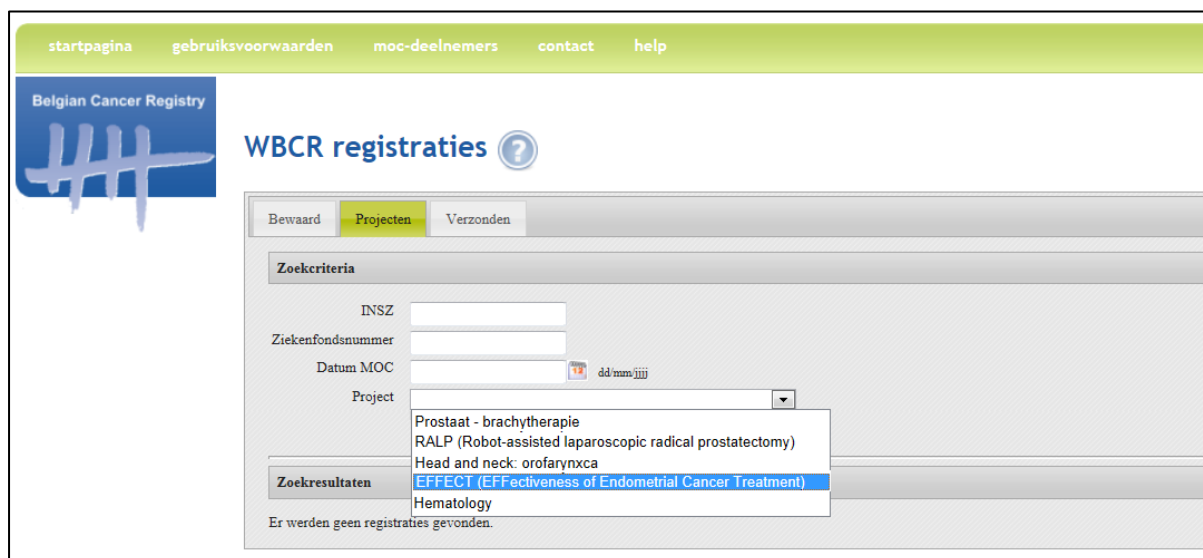 startpagina gebruiksvoorwaarden moc-deelnemers contact help
Belgian Cancer Registry
WBCR registraties ?
Bewaard Projecten Verzonden
Zoekcriteria
INSZ
Ziekenfondsnummer
Datum MOC 12 dd/mm/jjjj
Project
Prostaat - brachytherapie
RALP (Robot-assisted laparoscopic radical prostatectomy)
Head and neck: orofarynxca
EFFECT (EFFectiveness of Endometrial Cancer Treatment)
Hematology
Zoekresultaten
Er werden geen registraties gevonden.